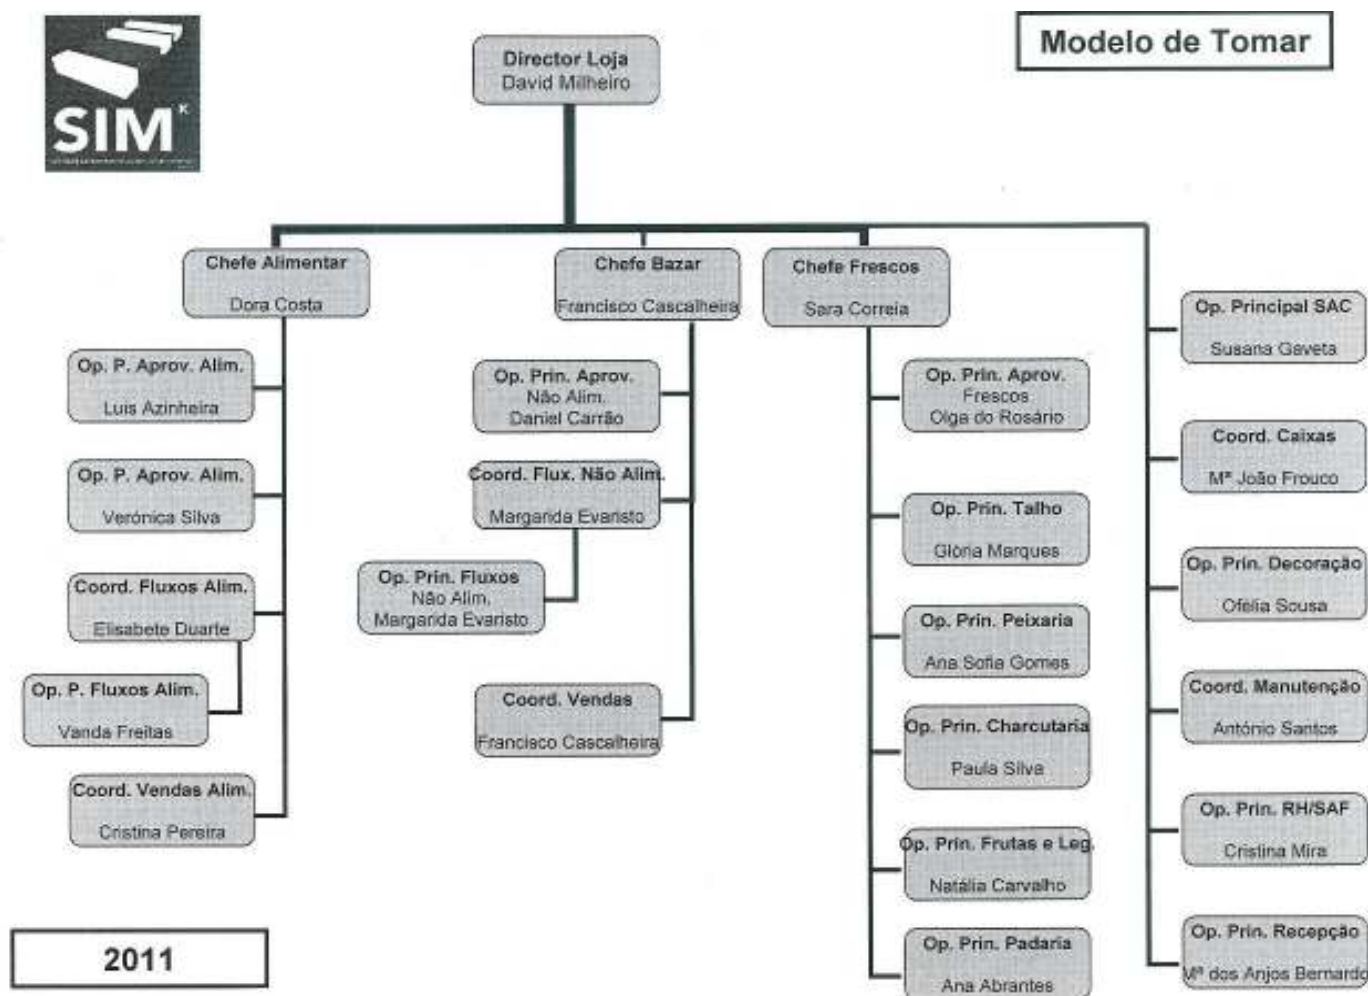 SIM
Modelo de Tomar
Director Loja
David Milheiro
Chefe Alimentar
Dora Costa
Chefe Bazar
Francisco Cascalheira
Chefe Frescos
Sara Correia
Op. P. Aprov. Alim.
Luis Azinheira
Op. P. Aprov. Alim.
Verónica Silva
Coord. Fluxos Alim.
Elisabete Duarte
Op. P. Fluxos Alim.
Vanda Freitas
Coord. Vendas Alim.
Cristina Pereira
Op. Prin. Aprov.
Não Alim.
Daniel Carrão
Coord. Flux. Não Alim.
Margarida Evaristo
Op. Prin. Fluxos
Não Alim.
Margarida Evaristo
Coord. Vendas
Francisco Cascalheira
Op. Prin. Aprov.
Frescos
Olga do Rosário
Op. Prin. Talho
Glória Marques
Op. Prin. Peixaria
Ana Sofia Gomes
Op. Prin. Charcutaria
Paula Silva
Op. Prin. Frutas e Leg.
Natália Carvalho
Op. Prin. Padaria
Ana Abrantes
Op. Principal SAC
Susana Gaveta
Coord. Caixas
Mª João Frouco
Op. Prin. Decoração
Ofélia Sousa
Coord. Manutenção
António Santos
Op. Prin. RH/SAF
Cristina Mira
Op. Prin. Recepção
Mª dos Anjos Bernardo
2011